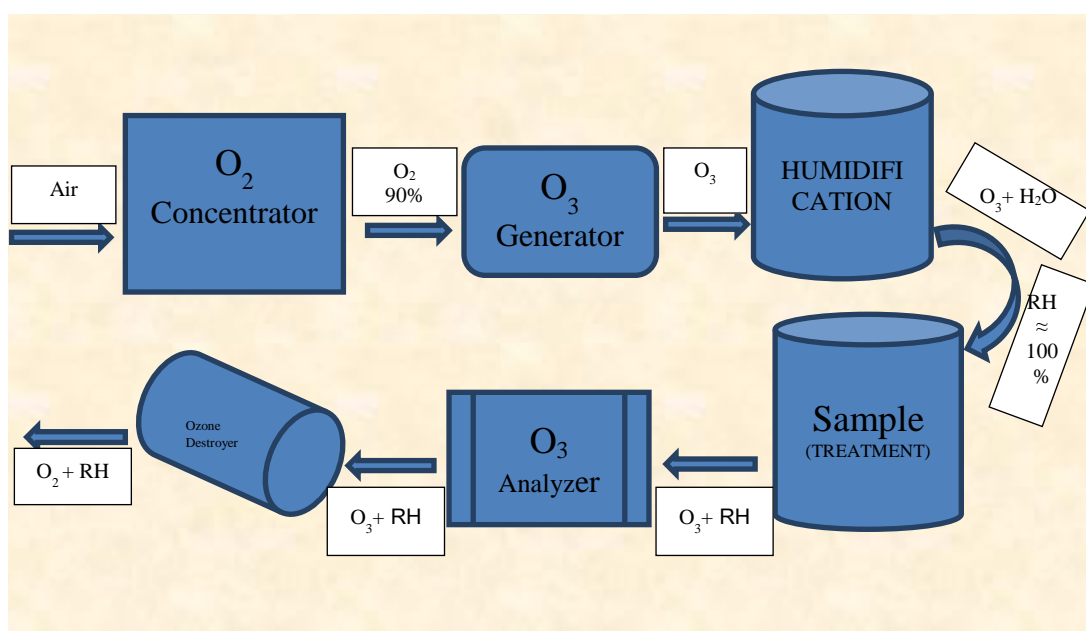 Air
O₂
Concentrator
O₂
90%
O₃
Generator
O₃
HUMIDIFI
CATION
O₃+ H₂O
RH
≈
100
%
Sample
(TREATMENT)
O₃+ RH
O₃
Analyzer
O₃+ RH
Ozone
Destroyer
O₂ + RH